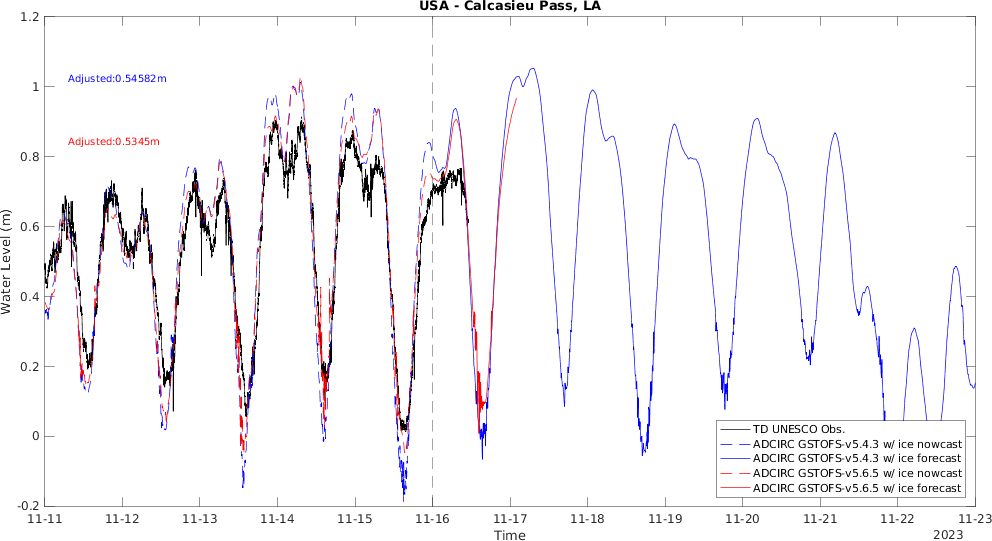 USA - Calcasieu Pass, LA
1.2
1
0.8
0.6
0.4
0.2
0
-0.2
Water Level (m)
Adjusted:0.54582m
Adjusted:0.5345m
TD UNESCO Obs.
ADCIRC GSTOFS-v5.4.3 w/ ice nowcast
ADCIRC GSTOFS-v5.4.3 w/ ice forecast
ADCIRC GSTOFS-v5.6.5 w/ ice nowcast
ADCIRC GSTOFS-v5.6.5 w/ ice forecast
11-11 11-12 11-13 11-14 11-15 11-16 11-17 11-18 11-19 11-20 11-21 11-22 11-23
Time
2023